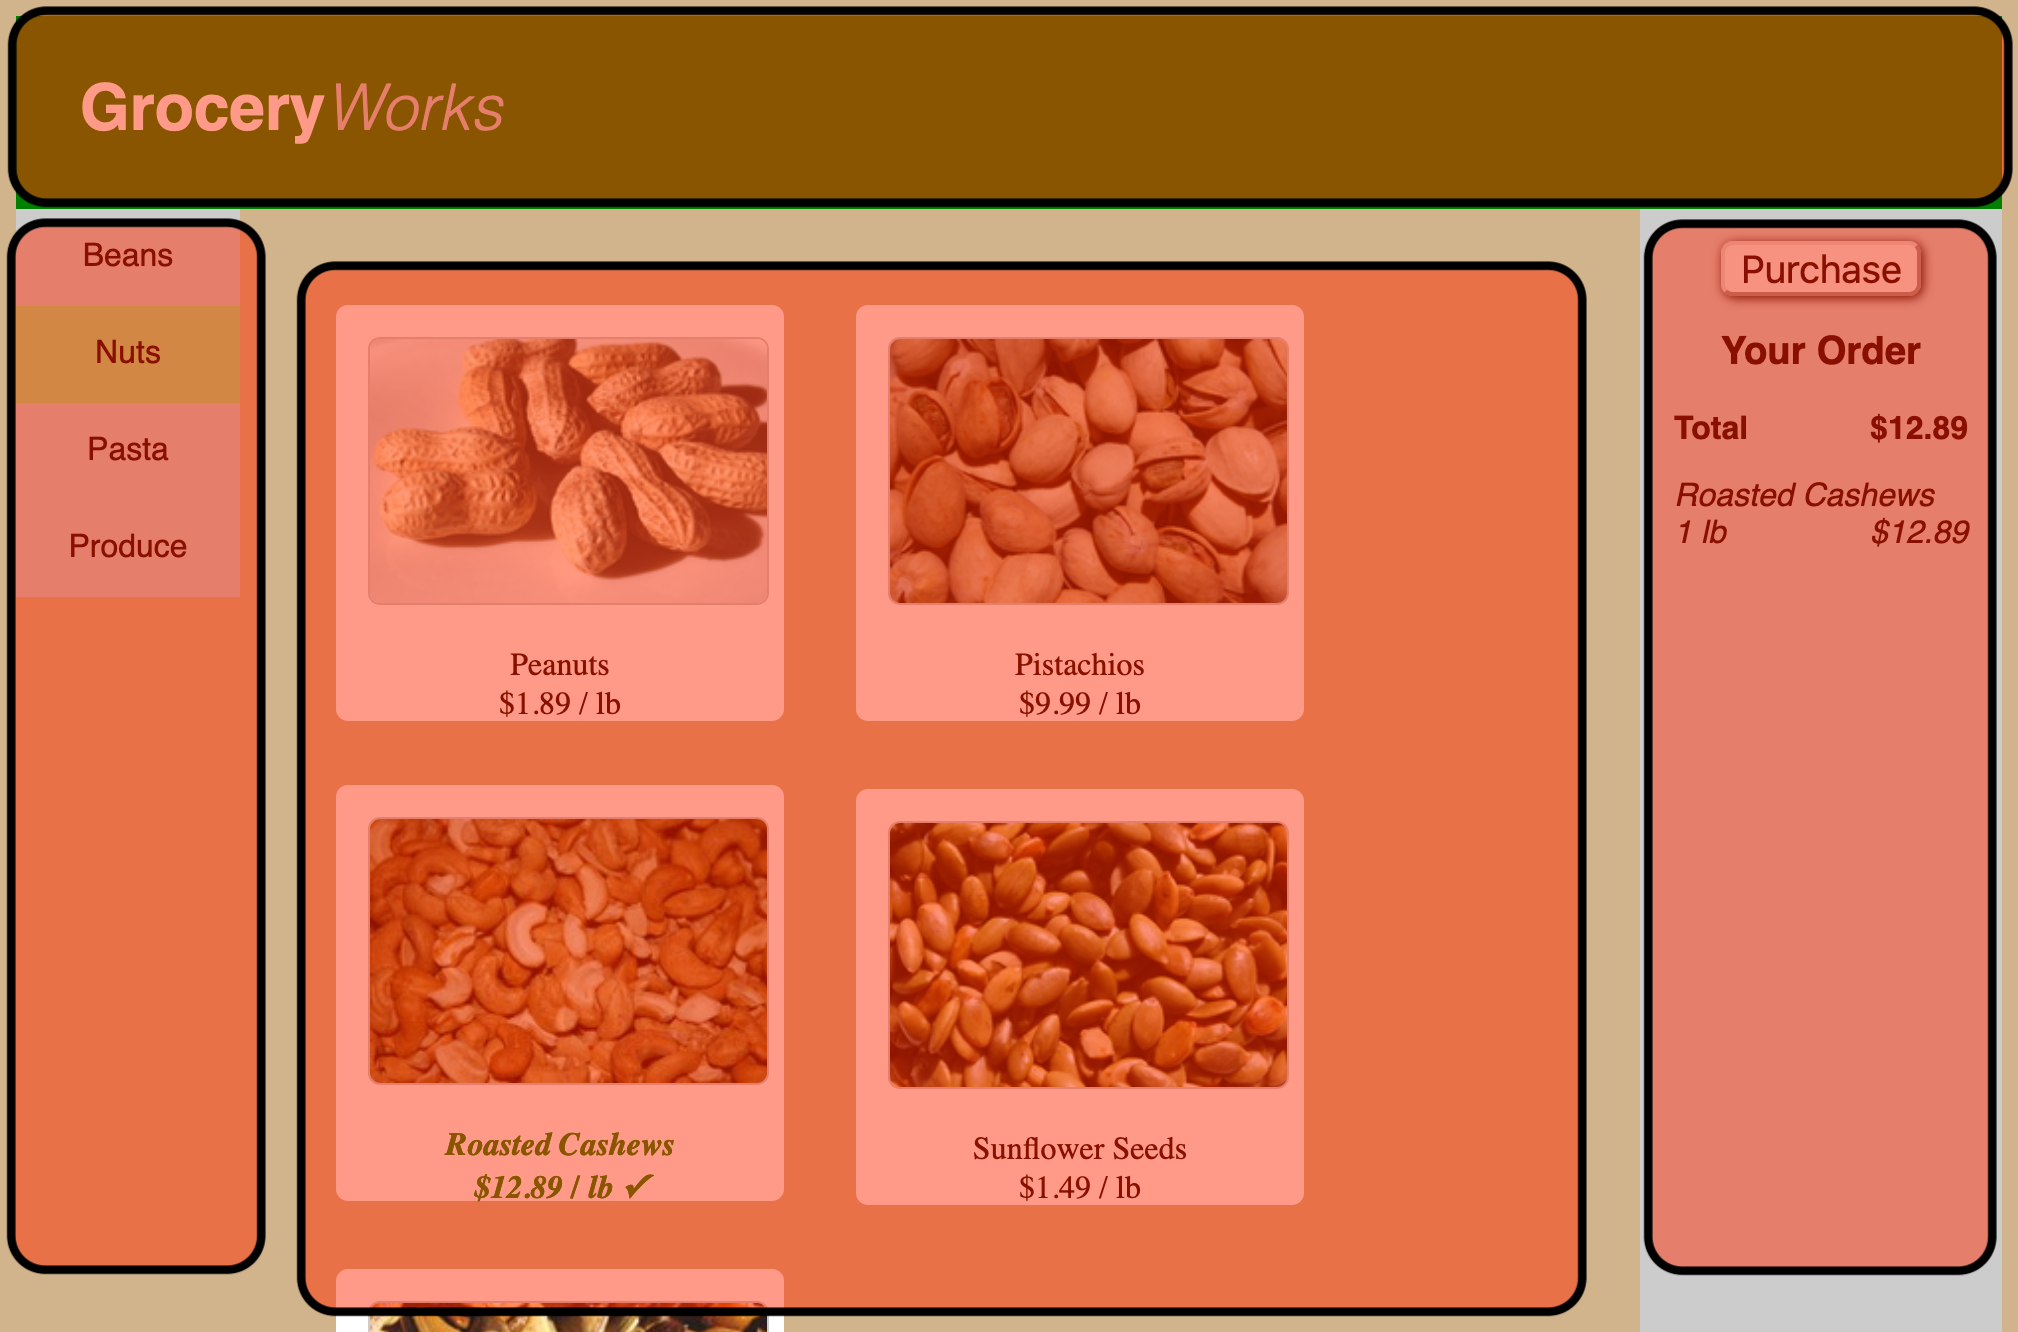 GroceryWorks
Beans
Nuts
Pasta
Produce
Peanuts
$1.89 / lb
Pistachios
$9.99 / lb
Roasted Cashews
$12.89 / lb ✓
Sunflower Seeds
$1.49 / lb
Purchase
Your Order
Total $12.89
Roasted Cashews
1 lb $12.89